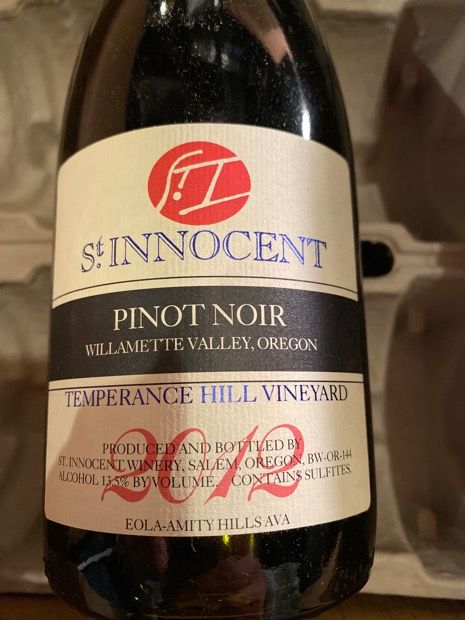 S.t. I
St. INNOCENT
PINOT NOIR
WILLAMETTE VALLEY, OREGON
TEMPERANCE HILL VINEYARD
2012
PRODUCED AND BOTTLED BY
ST. INNOCENT WINERY, SALEM, OREGON, BW-OR-144
ALCOHOL 13.5% BY VOLUME. CONTAINS SULFITES.
EOLA-AMITY HILLS AVA